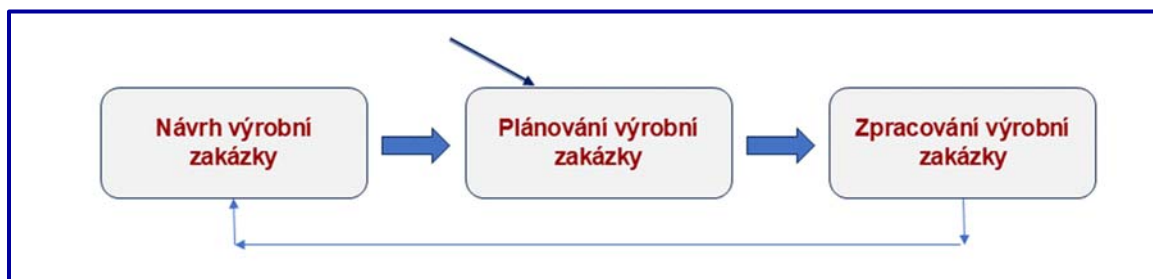 Návrh výrobní
zakázky
Plánování výrobní
zakázky
Zpracování výrobní
zakázky